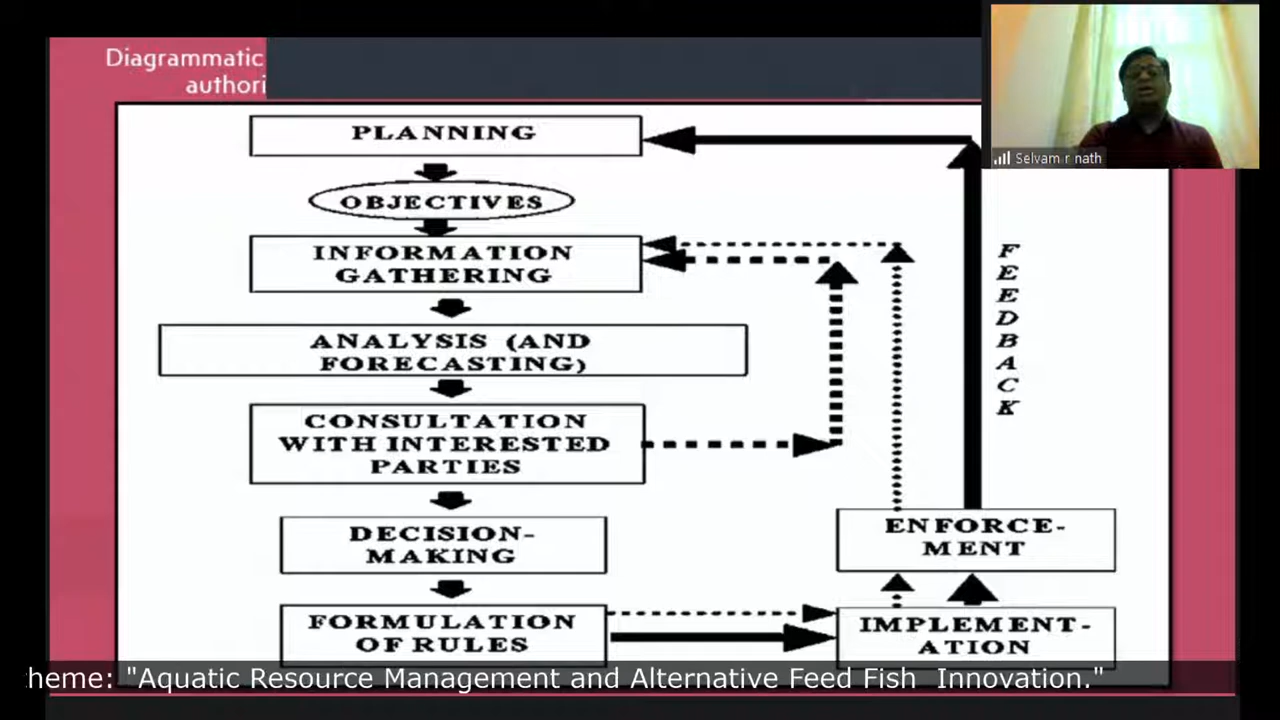 Diagrammatic
authori
Selvam r nath
PLANNING
OBJECTIVES
INFORMATION
GATHERING
ANALYSIS (AND
FORECASTING)
CONSULTATION
WITH INTERESTED
PARTIES
DECISION-
MAKING
FORMULATION
OF RULES
FEEDBACK
ENFORCE-
MENT
IMPLEMENT-
ATION
heme: "Aquatic Resource Management and Alternative Feed Fish Innovation."